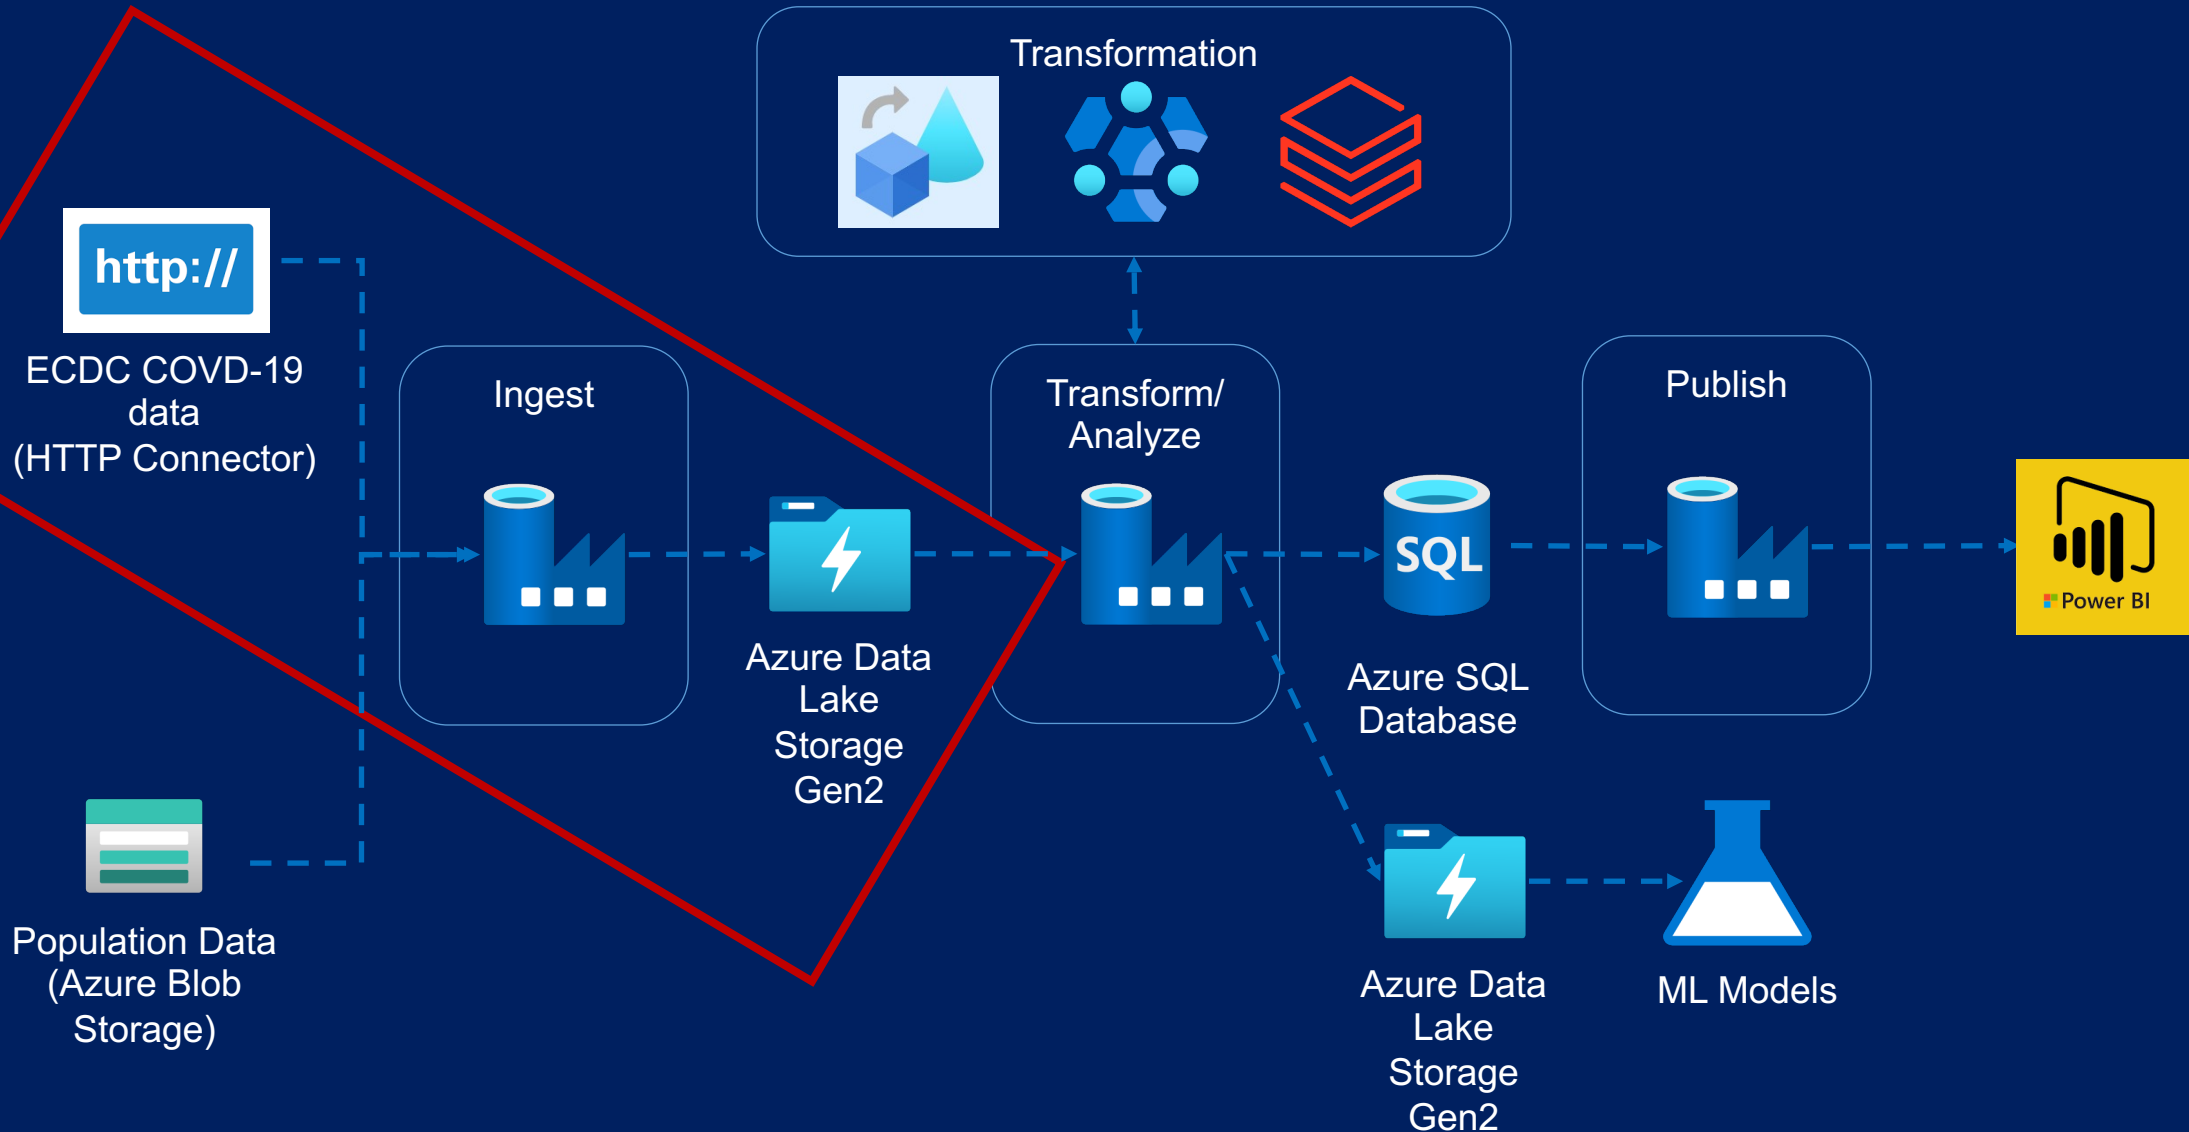 Transformation
http://
ECDC COVD-19
data
(HTTP Connector)
Ingest
Transform/
Analyze
Publish
SQL
Power BI
Azure Data
Lake
Storage
Gen2
Azure SQL
Database
Population Data
(Azure Blob
Storage)
Azure Data
Lake
Storage
Gen2
ML Models